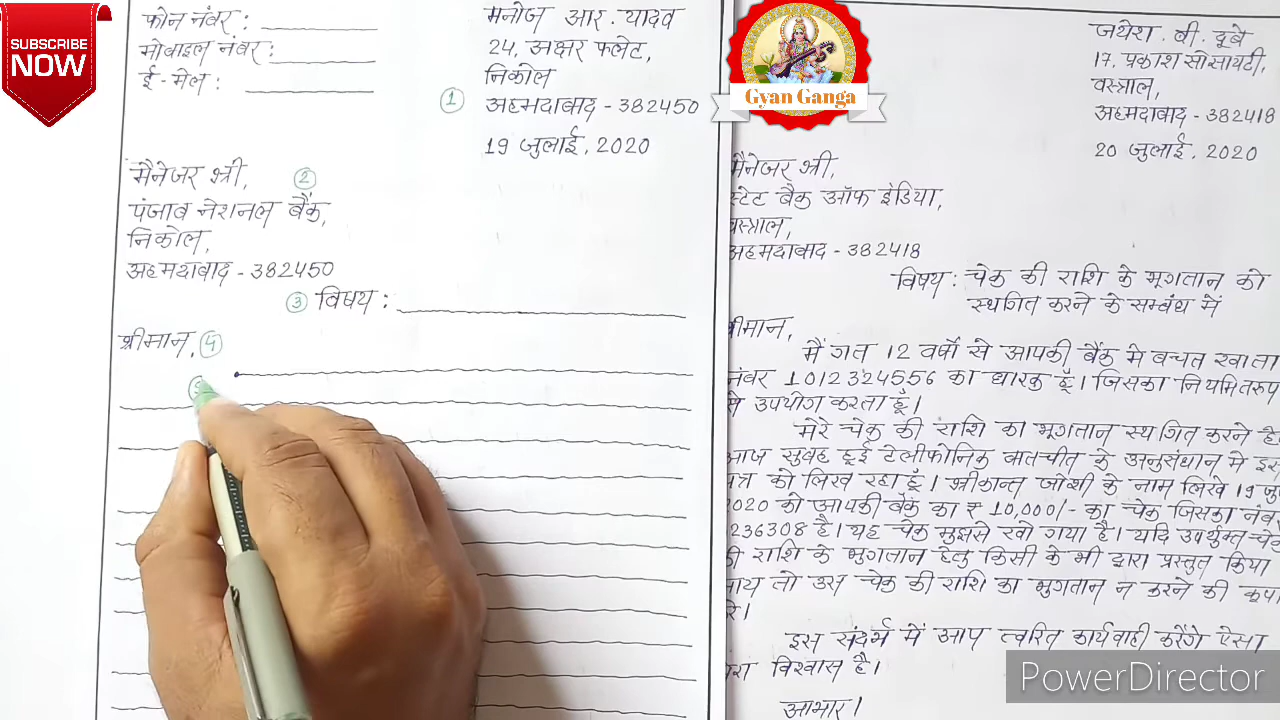 SUBSCRIBE
NOW
फोन नंबर :
मोबाइल नंबर :
ई-मेल :
मनोज आर. यादव
24, अक्षर फ्लेट,
निकोल
1 अहमदाबाद - 382450
19 जुलाई, 2020
मैनेजर श्री, 2
पंजाब नेशनल बैंक,
निकोल,
अहमदाबाद - 382450
3 विषय :
श्रीमान, 4
Gyan Ganga
जयेश. वी. दूबे
17, प्रकाश सोसायटी,
वस्त्राल,
अहमदाबाद - 382418
20 जुलाई, 2020
मैनेजर श्री,
स्टेट बैंक ऑफ इंडिया,
वस्त्राल,
अहमदाबाद - 382418
विषय : चेक की राशि के भूगतान को
स्थगित करने के सम्बंध में
श्रीमान,
मैं गत 12 वर्षों से आपकी बैंक मे बचत खाता
नंबर 1012324556 का धारक हूँ। जिसका नियमितरूप
से उपयोग करता हूँ।
मेरे चेक की राशि का भूगतान स्थगित करने हे
आज सुबह हूई टेलीफोनिक बातचीत के अनुसंधान मे इस
पत्र को लिख रहा हूँ। श्रीकान्त जोशी के नाम लिखे 19 जु
2020 को आपकी बैंक का ₹ 10,000/- का चेक जिसका नंबर
236308 है। यह चेक मुझसे खो गया है। यदि उपर्युक्त चेक
की राशि के भुगतान हेतु किसी के भी द्वारा प्रस्तुत किया
जाय तो उस चेक की राशि का भुगतान न करने की कृपा
करे।
इस संदर्भ में आप त्वरित कार्यवाही करेंगे ऐसा
मेरा विश्वास है।
आभार।
PowerDirector